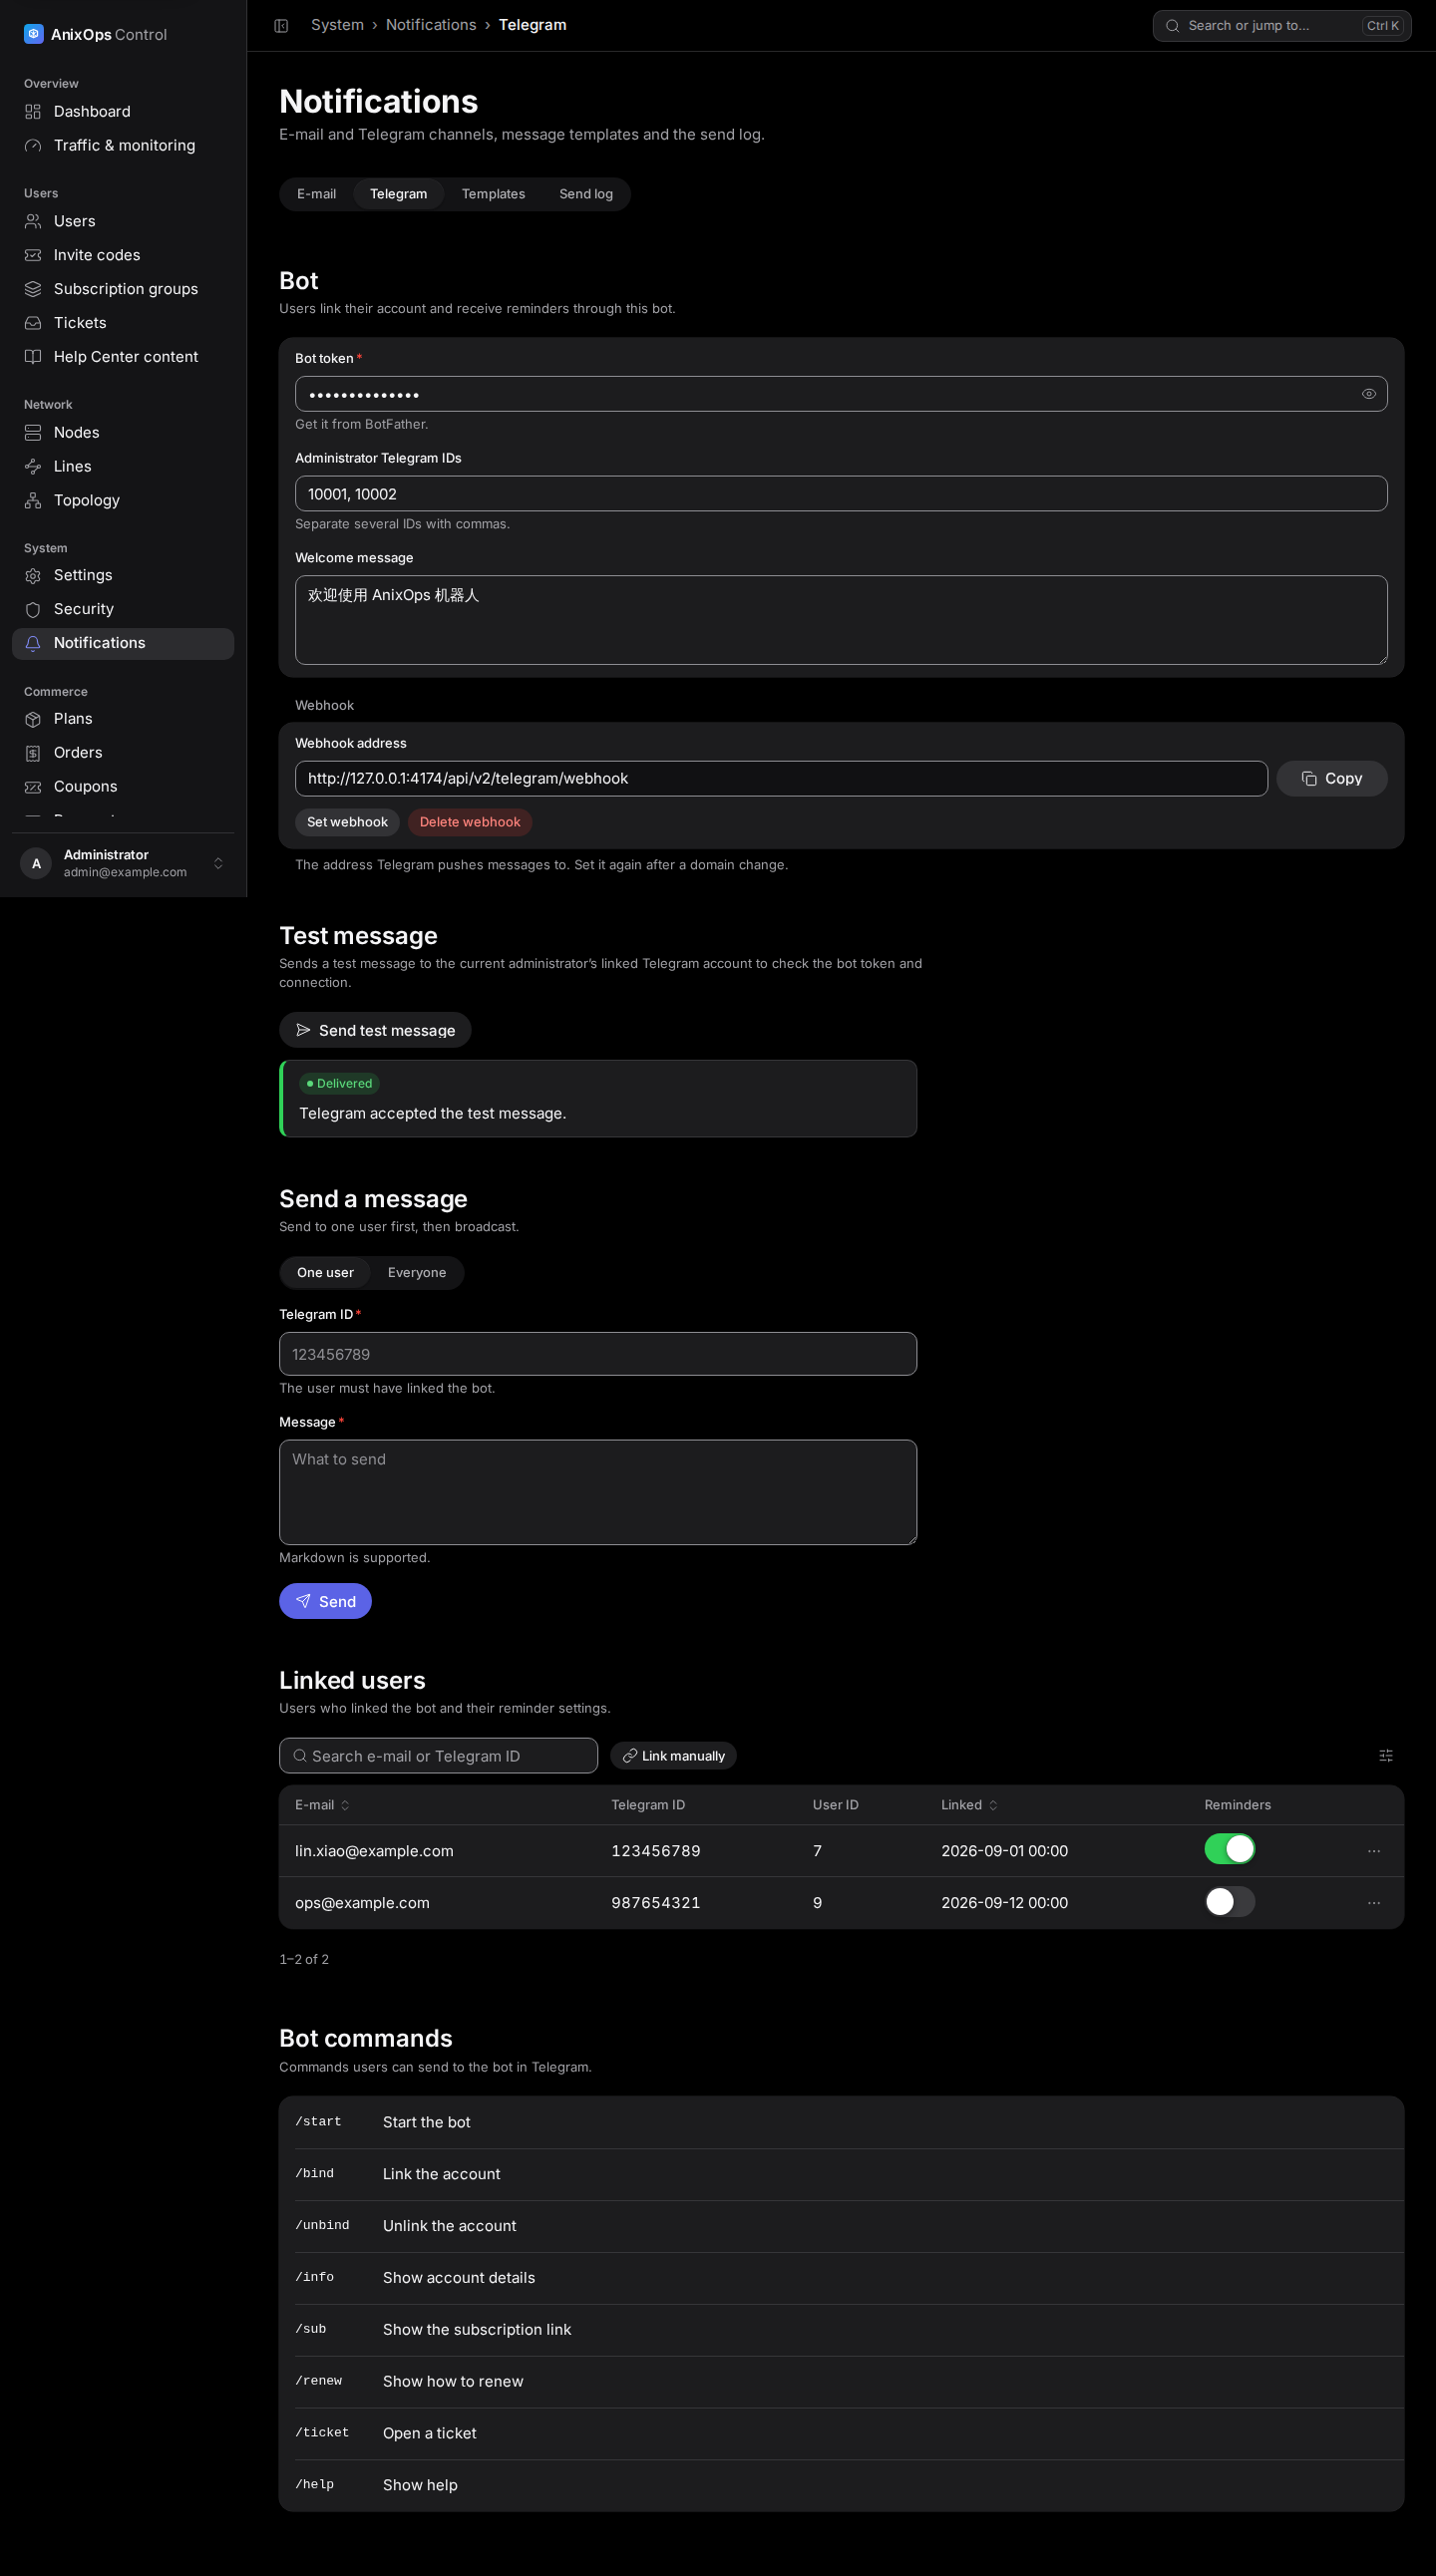 AnixOps Control
Overview
Dashboard
Traffic & monitoring
Users
Users
Invite codes
Subscription groups
Tickets
Help Center content
Network
Nodes
Lines
Topology
System
Settings
Security
Notifications
Commerce
Plans
Orders
Coupons
A
Administrator
admin@example.com
System › Notifications › Telegram
Search or jump to... Ctrl K
Notifications
E-mail and Telegram channels, message templates and the send log.
E-mail Telegram Templates Send log
Bot
Users link their account and receive reminders through this bot.
Bot token *
••••••••••••••
Get it from BotFather.
Administrator Telegram IDs
10001, 10002
Separate several IDs with commas.
Welcome message
欢迎使用 AnixOps 机器人
Webhook
Webhook address
http://127.0.0.1:4174/api/v2/telegram/webhook Copy
Set webhook Delete webhook
The address Telegram pushes messages to. Set it again after a domain change.
Test message
Sends a test message to the current administrator’s linked Telegram account to check the bot token and
connection.
Send test message
Delivered
Telegram accepted the test message.
Send a message
Send to one user first, then broadcast.
One user Everyone
Telegram ID *
123456789
The user must have linked the bot.
Message *
What to send
Markdown is supported.
Send
Linked users
Users who linked the bot and their reminder settings.
Search e-mail or Telegram ID Link manually
E-mail Telegram ID User ID Linked Reminders
lin.xiao@example.com 123456789 7 2026-09-01 00:00
ops@example.com 987654321 9 2026-09-12 00:00
1–2 of 2
Bot commands
Commands users can send to the bot in Telegram.
/start Start the bot
/bind Link the account
/unbind Unlink the account
/info Show account details
/sub Show the subscription link
/renew Show how to renew
/ticket Open a ticket
/help Show help